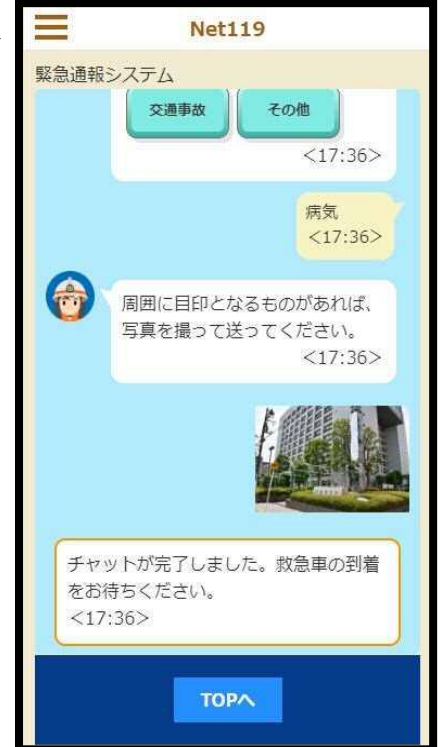 Net119
緊急通報システム
交通事故
その他
<17:36>
病気
<17:36>
周囲に目印となるものがあれば、
写真を撮って送ってください。
<17:36>
チャットが完了しました。救急車の到着
をお待ちください。
<17:36>
TOPへ